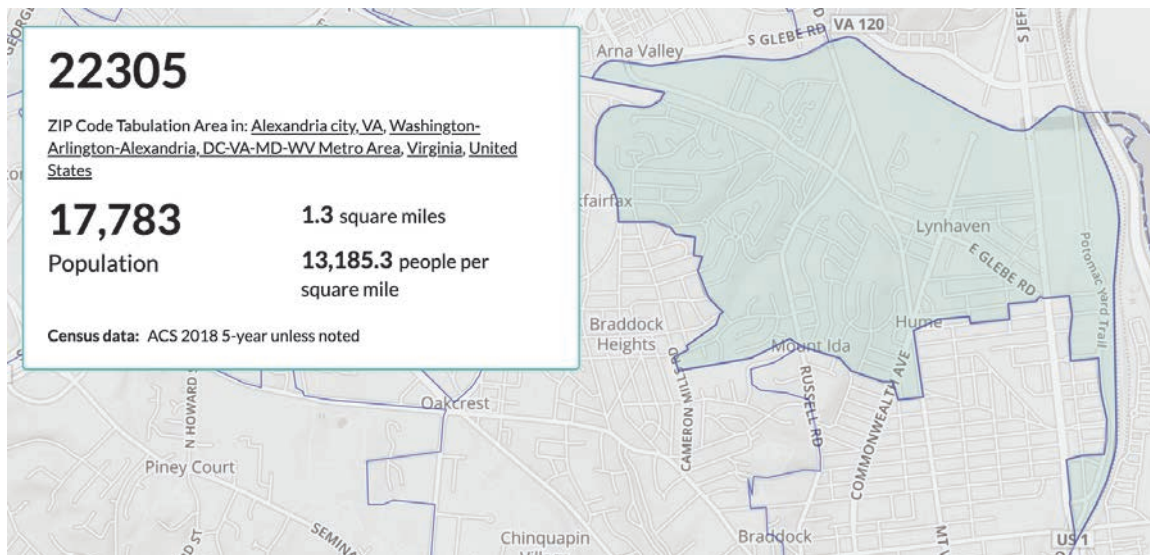 22305
ZIP Code Tabulation Area in: Alexandria city, VA, Washington-
Arlington-Alexandria, DC-VA-MD-WV Metro Area, Virginia, United
States
17,783
Population
1.3 square miles
13,185.3 people per
square mile
Census data: ACS 2018 5-year unless noted
Arna Valley
S GLEBE RD
VA 120
Lynhaven
E GLEBE RD
Potomac Yard Trail
Hume
Braddock
Heights
Mount Ida
CAMERON MILLS RD
RUSSELL RD
COMMONWEALTH AVE
N HOWARD S
Oakcrest
Piney Court
Chinquapin
Braddock
US 1